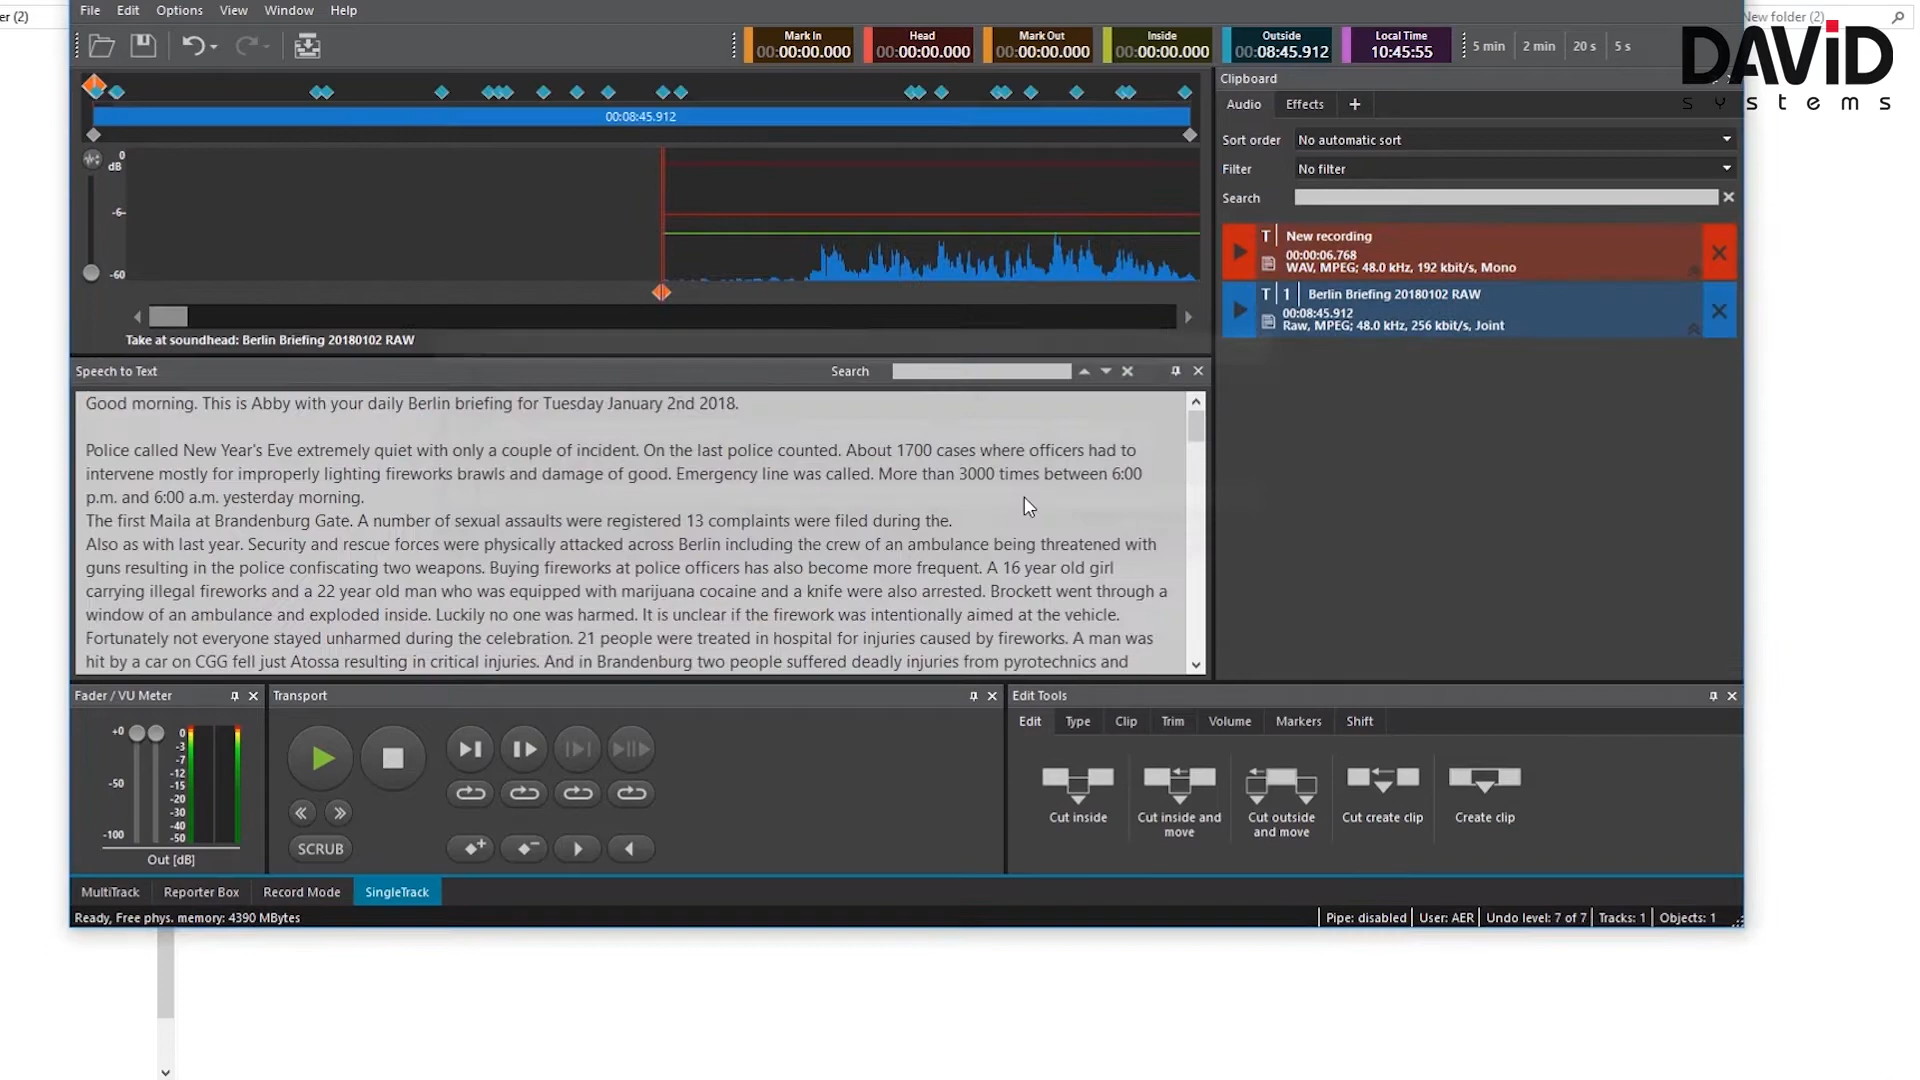 er (2)
New folder (2)
DAVID
systems
File Edit Options View Window Help
Mark In
00:00:00.000
Head
00:00:00.000
Mark Out
00:00:00.000
Inside
00:00:00.000
Outside
00:08:45.912
Local Time
10:45:55
5 min 2 min 20 s 5 s
00:08:45.912
0
dB
-6
-60
Take at soundhead: Berlin Briefing 20180102 RAW
Clipboard
Audio Effects +
Sort order No automatic sort
Filter No filter
Search
T New recording
00:00:06.768
WAV, MPEG; 48.0 kHz, 192 kbit/s, Mono
T 1 Berlin Briefing 20180102 RAW
00:08:45.912
Raw, MPEG; 48.0 kHz, 256 kbit/s, Joint
Speech to Text Search
Good morning. This is Abby with your daily Berlin briefing for Tuesday January 2nd 2018.
Police called New Year's Eve extremely quiet with only a couple of incident. On the last police counted. About 1700 cases where officers had to
intervene mostly for improperly lighting fireworks brawls and damage of good. Emergency line was called. More than 3000 times between 6:00
p.m. and 6:00 a.m. yesterday morning.
The first Maila at Brandenburg Gate. A number of sexual assaults were registered 13 complaints were filed during the.
Also as with last year. Security and rescue forces were physically attacked across Berlin including the crew of an ambulance being threatened with
guns resulting in the police confiscating two weapons. Buying fireworks at police officers has also become more frequent. A 16 year old girl
carrying illegal fireworks and a 22 year old man who was equipped with marijuana cocaine and a knife were also arrested. Brockett went through a
window of an ambulance and exploded inside. Luckily no one was harmed. It is unclear if the firework was intentionally aimed at the vehicle.
Fortunately not everyone stayed unharmed during the celebration. 21 people were treated in hospital for injuries caused by fireworks. A man was
hit by a car on CGG fell just Atossa resulting in critical injuries. And in Brandenburg two people suffered deadly injuries from pyrotechnics and
Fader / VU Meter
+0
-50
-100
0
-3
-7
-12
-15
-20
-30
-40
-50
Out [dB]
Transport
SCRUB
Edit Tools
Edit Type Clip Trim Volume Markers Shift
Cut inside
Cut inside and
move
Cut outside
and move
Cut create clip
Create clip
MultiTrack Reporter Box Record Mode SingleTrack
Ready, Free phys. memory: 4390 MBytes
Pipe: disabled User: AER Undo level: 7 of 7 Tracks: 1 Objects: 1